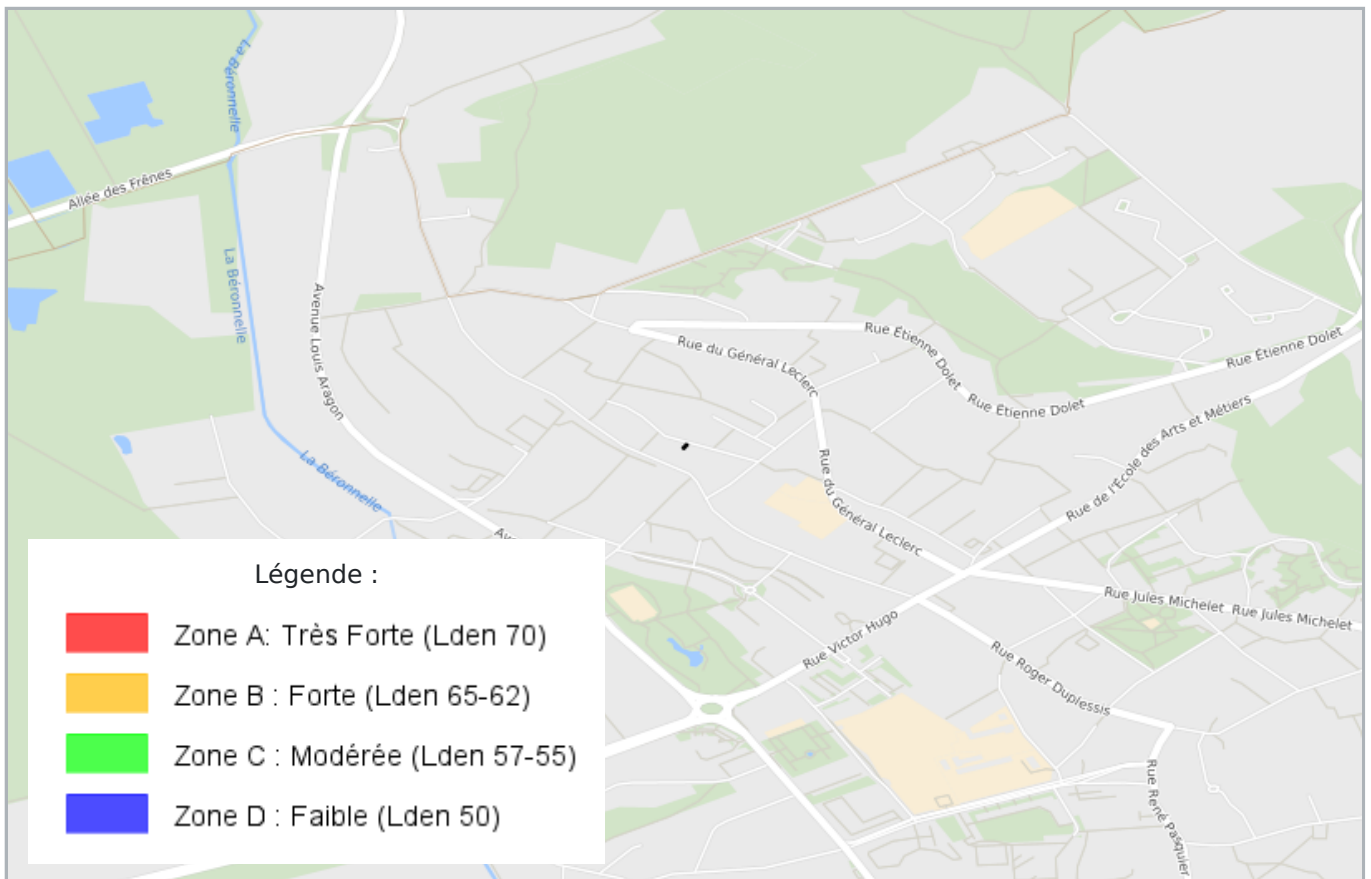 La Béronnelle
Allée des Frênes
La Béronnelle
Avenue Louis Aragon
Rue du Général Leclerc
Rue Étienne Dolet
Rue Étienne Dolet
Rue Étienne Dolet
Rue de l'École des Arts et Métiers
Rue du Général Leclerc
La Béronnelle
Rue Jules Michelet
Rue Jules Michelet
Rue Victor Hugo
Rue Roger Duplessis
Rue René Pasquier
Légende :
Zone A: Très Forte (Lden 70)
Zone B : Forte (Lden 65-62)
Zone C : Modérée (Lden 57-55)
Zone D : Faible (Lden 50)